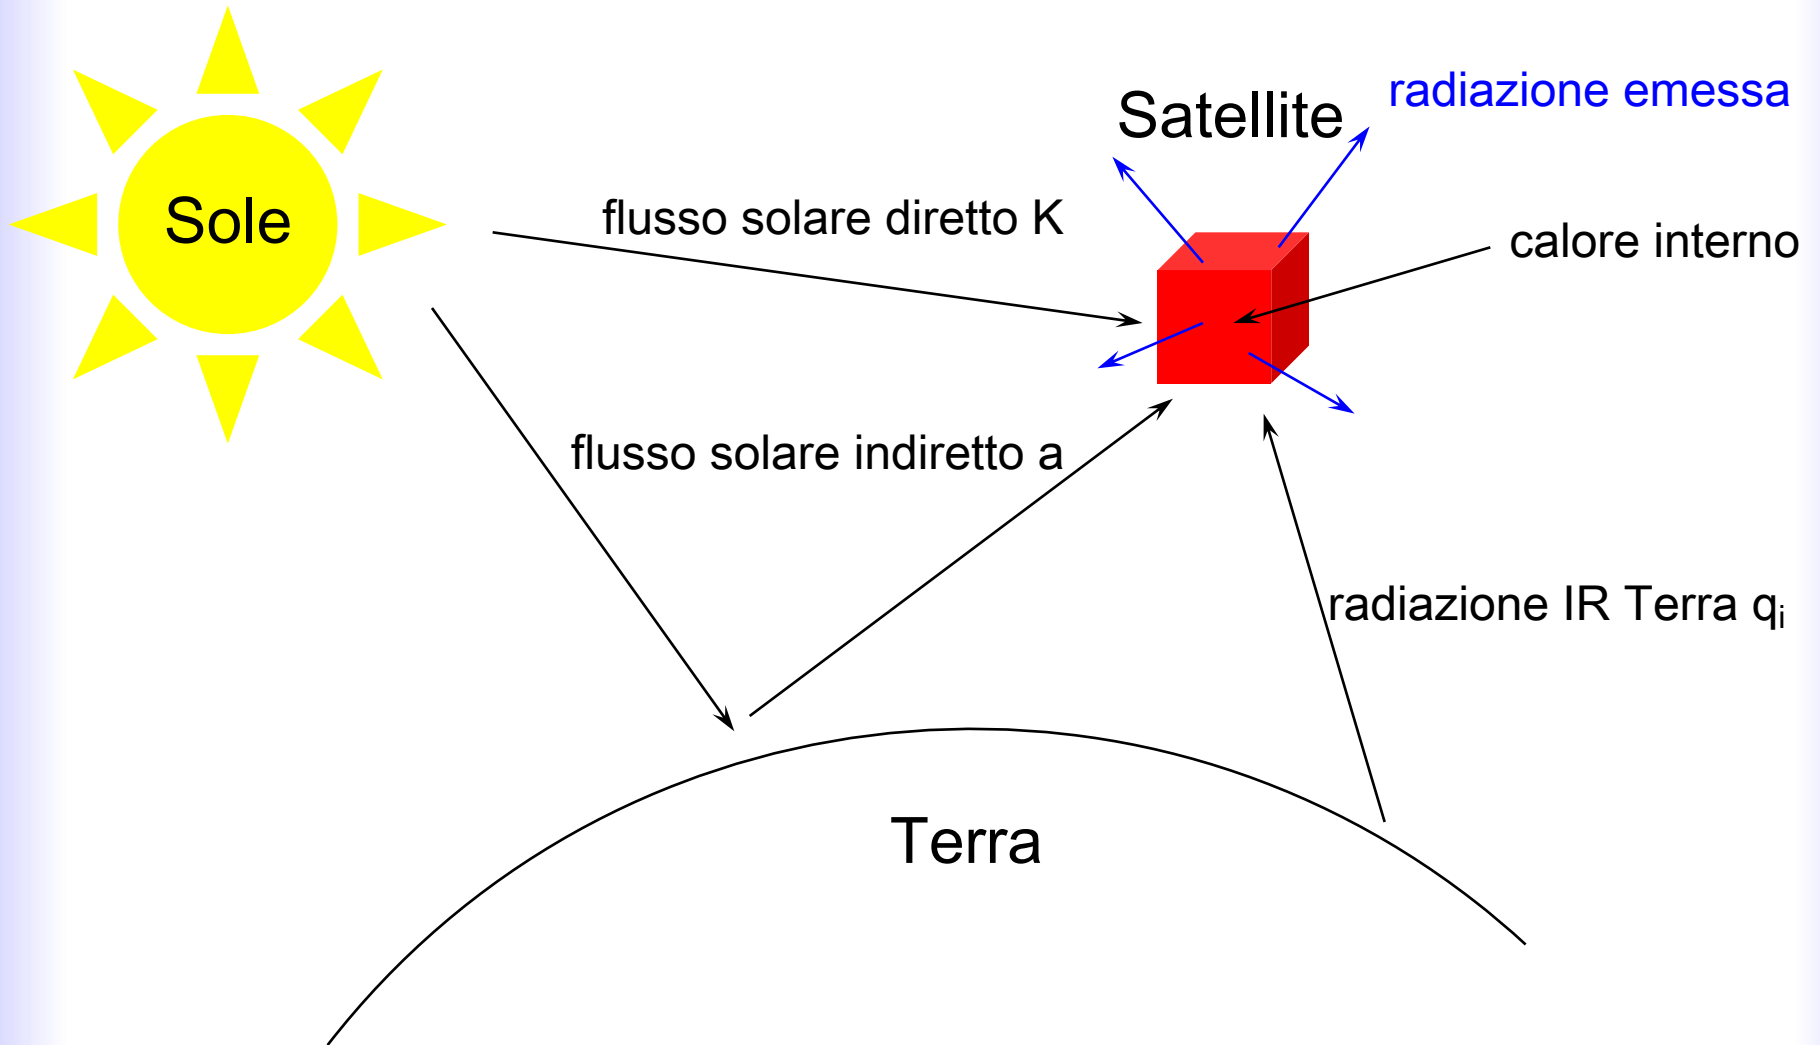 radiazione emessa
Satellite
Sole
flusso solare diretto K
calore interno
flusso solare indiretto a
radiazione IR Terra qᵢ
Terra